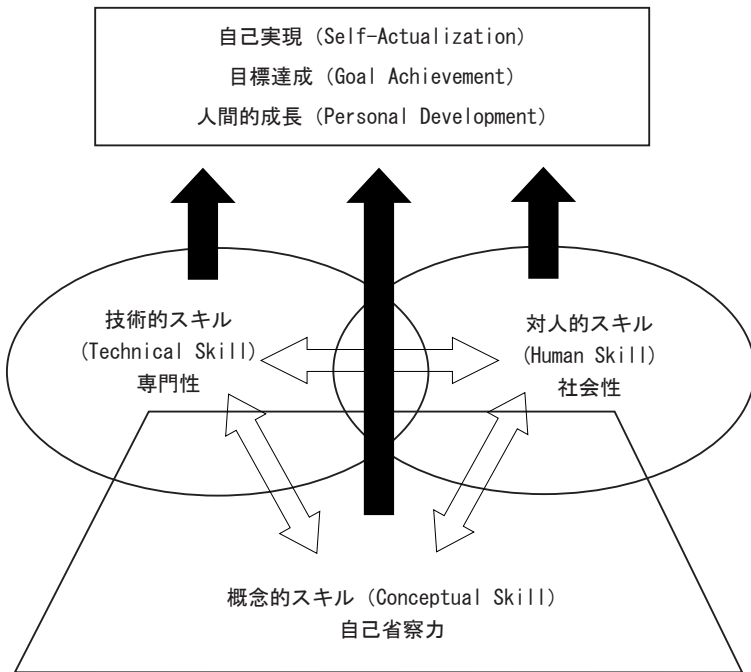 自己実現（Self-Actualization）
目標達成（Goal Achievement）
人間的成長（Personal Development）
技術的スキル
（Technical Skill）
専門性
対人的スキル
（Human Skill）
社会性
概念的スキル（Conceptual Skill）
自己省察力